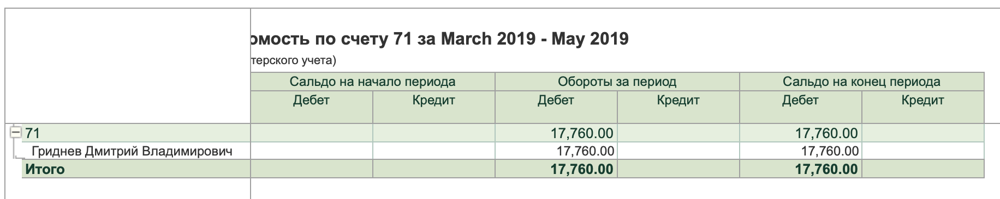 омость по счету 71 за March 2019 - May 2019
терского учета)
Сальдо на начало периода Обороты за период Сальдо на конец периода
Дебет Кредит Дебет Кредит Дебет Кредит
71 17,760.00 17,760.00
Гриднев Дмитрий Владимирович 17,760.00 17,760.00
Итого 17,760.00 17,760.00